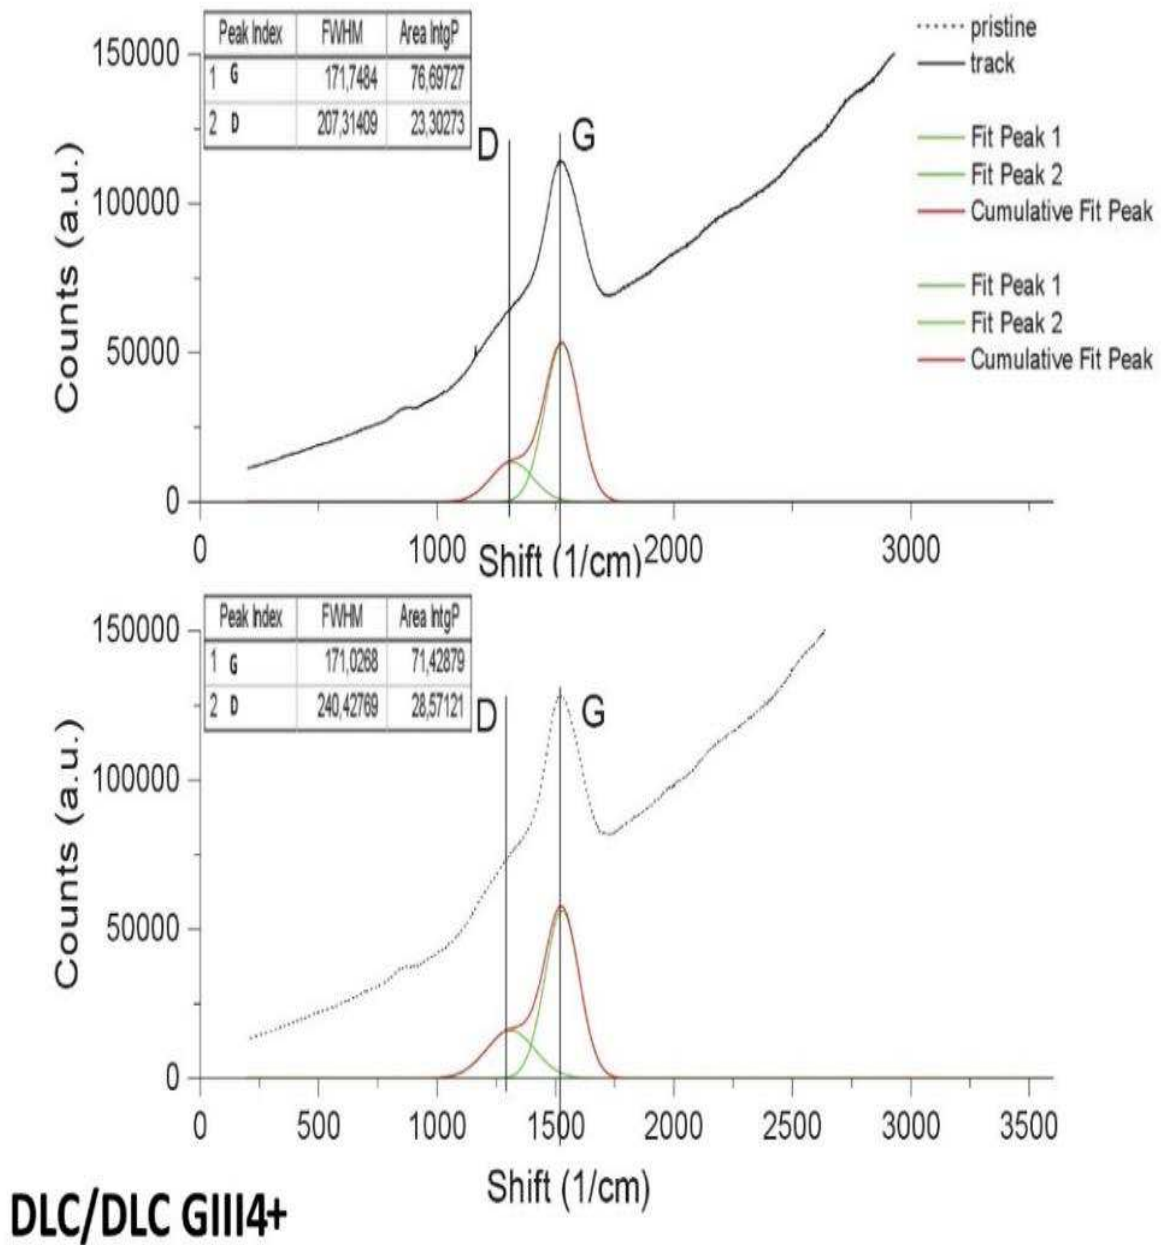 Peak Index FWHM Area IntgP
1 G 171,7484 76,69727
2 D 207,31409 23,30273
pristine
track
Fit Peak 1
Fit Peak 2
Cumulative Fit Peak
Fit Peak 1
Fit Peak 2
Cumulative Fit Peak
D G
150000
100000
50000
0
Counts (a.u.)
0 1000 2000 3000
Shift (1/cm)
Peak Index FWHM Area IntgP
1 G 171,0268 71,42879
2 D 240,42769 28,57121
D G
150000
100000
50000
0
Counts (a.u.)
0 500 1000 1500 2000 2500 3000 3500
Shift (1/cm)
DLC/DLC GIII4+